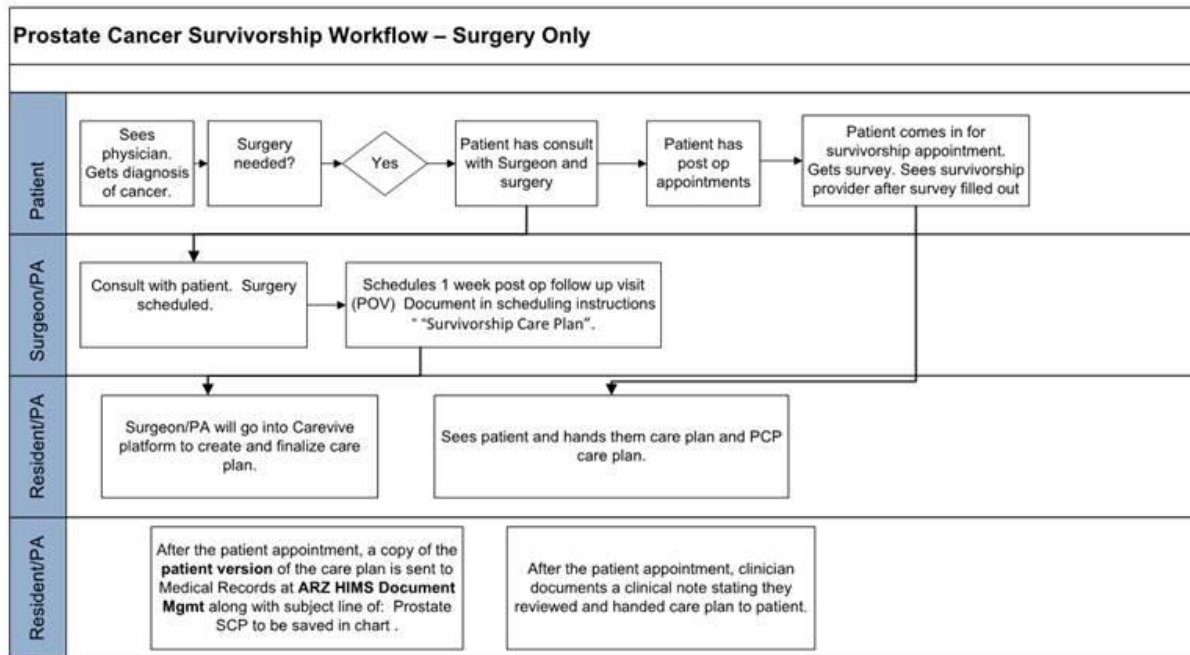 Prostate Cancer Survivorship Workflow – Surgery Only
Patient
Sees
physician.
Gets diagnosis
of cancer.
Surgery
needed?
Yes
Patient has consult
with Surgeon and
surgery
Patient has
post op
appointments
Patient comes in for
survivorship appointment.
Gets survey. Sees survivorship
provider after survey filled out
Surgeon/PA
Consult with patient. Surgery
scheduled.
Schedules 1 week post op follow up visit
(POV) Document in scheduling instructions
" "Survivorship Care Plan".
Resident/PA
Surgeon/PA will go into Carevive
platform to create and finalize care
plan.
Sees patient and hands them care plan and PCP
care plan.
Resident/PA
After the patient appointment, a copy of the
patient version of the care plan is sent to
Medical Records at ARZ HIMS Document
Mgmt along with subject line of: Prostate
SCP to be saved in chart .
After the patient appointment, clinician
documents a clinical note stating they
reviewed and handed care plan to patient.